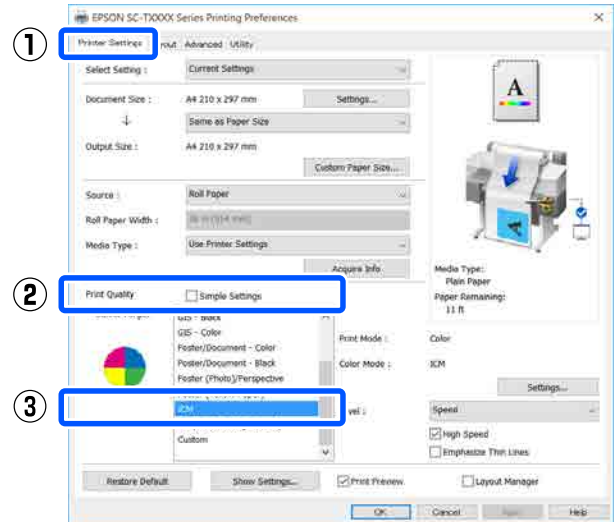 EPSON SC-TXXXX Series Printing Preferences
1
Printer Settings yout Advanced Utility
Select Setting : Current Settings
Document Size : A4 210 x 297 mm Settings...
Same as Paper Size
Output Size : A4 210 x 297 mm
Custom Paper Size...
Source : Roll Paper
Roll Paper Width :
Media Type : Use Printer Settings
Acquire Info
A
Media Type:
Plain Paper
Paper Remaining:
11 ft
2
Print Quality Simple Settings
GIS - Black
GIS - Color
Poster/Document - Color
Poster/Document - Black
Poster (Photo)/Perspective
3
ICM
Custom
Print Mode : Color
Color Mode : ICM
Settings...
vel : Speed
High Speed
Emphasize Thin Lines
Restore Default Show Settings... Print Preview Layout Manager
OK Cancel Apply Help